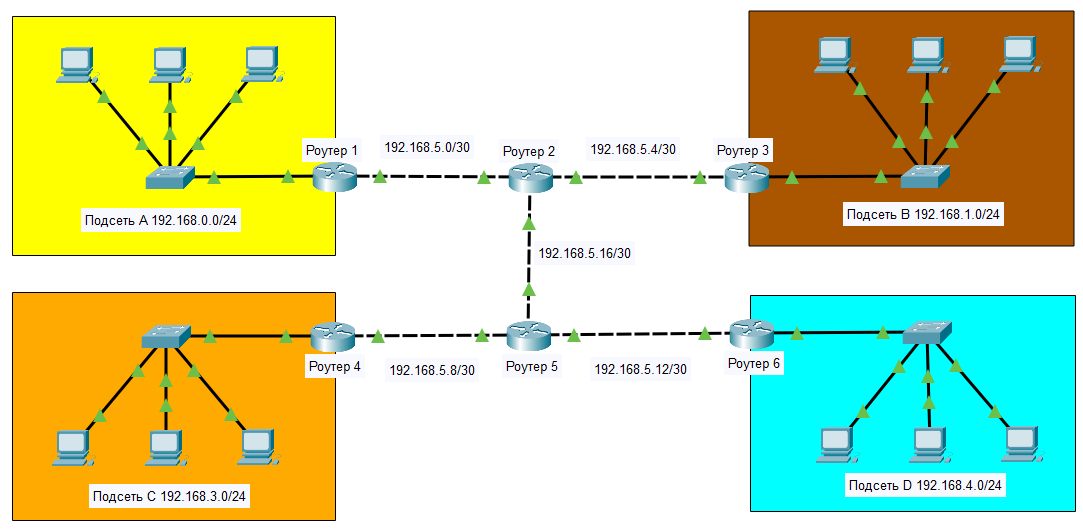 Роутер 1
192.168.5.0/30
Роутер 2
192.168.5.4/30
Роутер 3
Подсеть A 192.168.0.0/24
Подсеть B 192.168.1.0/24
192.168.5.16/30
Роутер 4
192.168.5.8/30
Роутер 5
192.168.5.12/30
Роутер 6
Подсеть C 192.168.3.0/24
Подсеть D 192.168.4.0/24